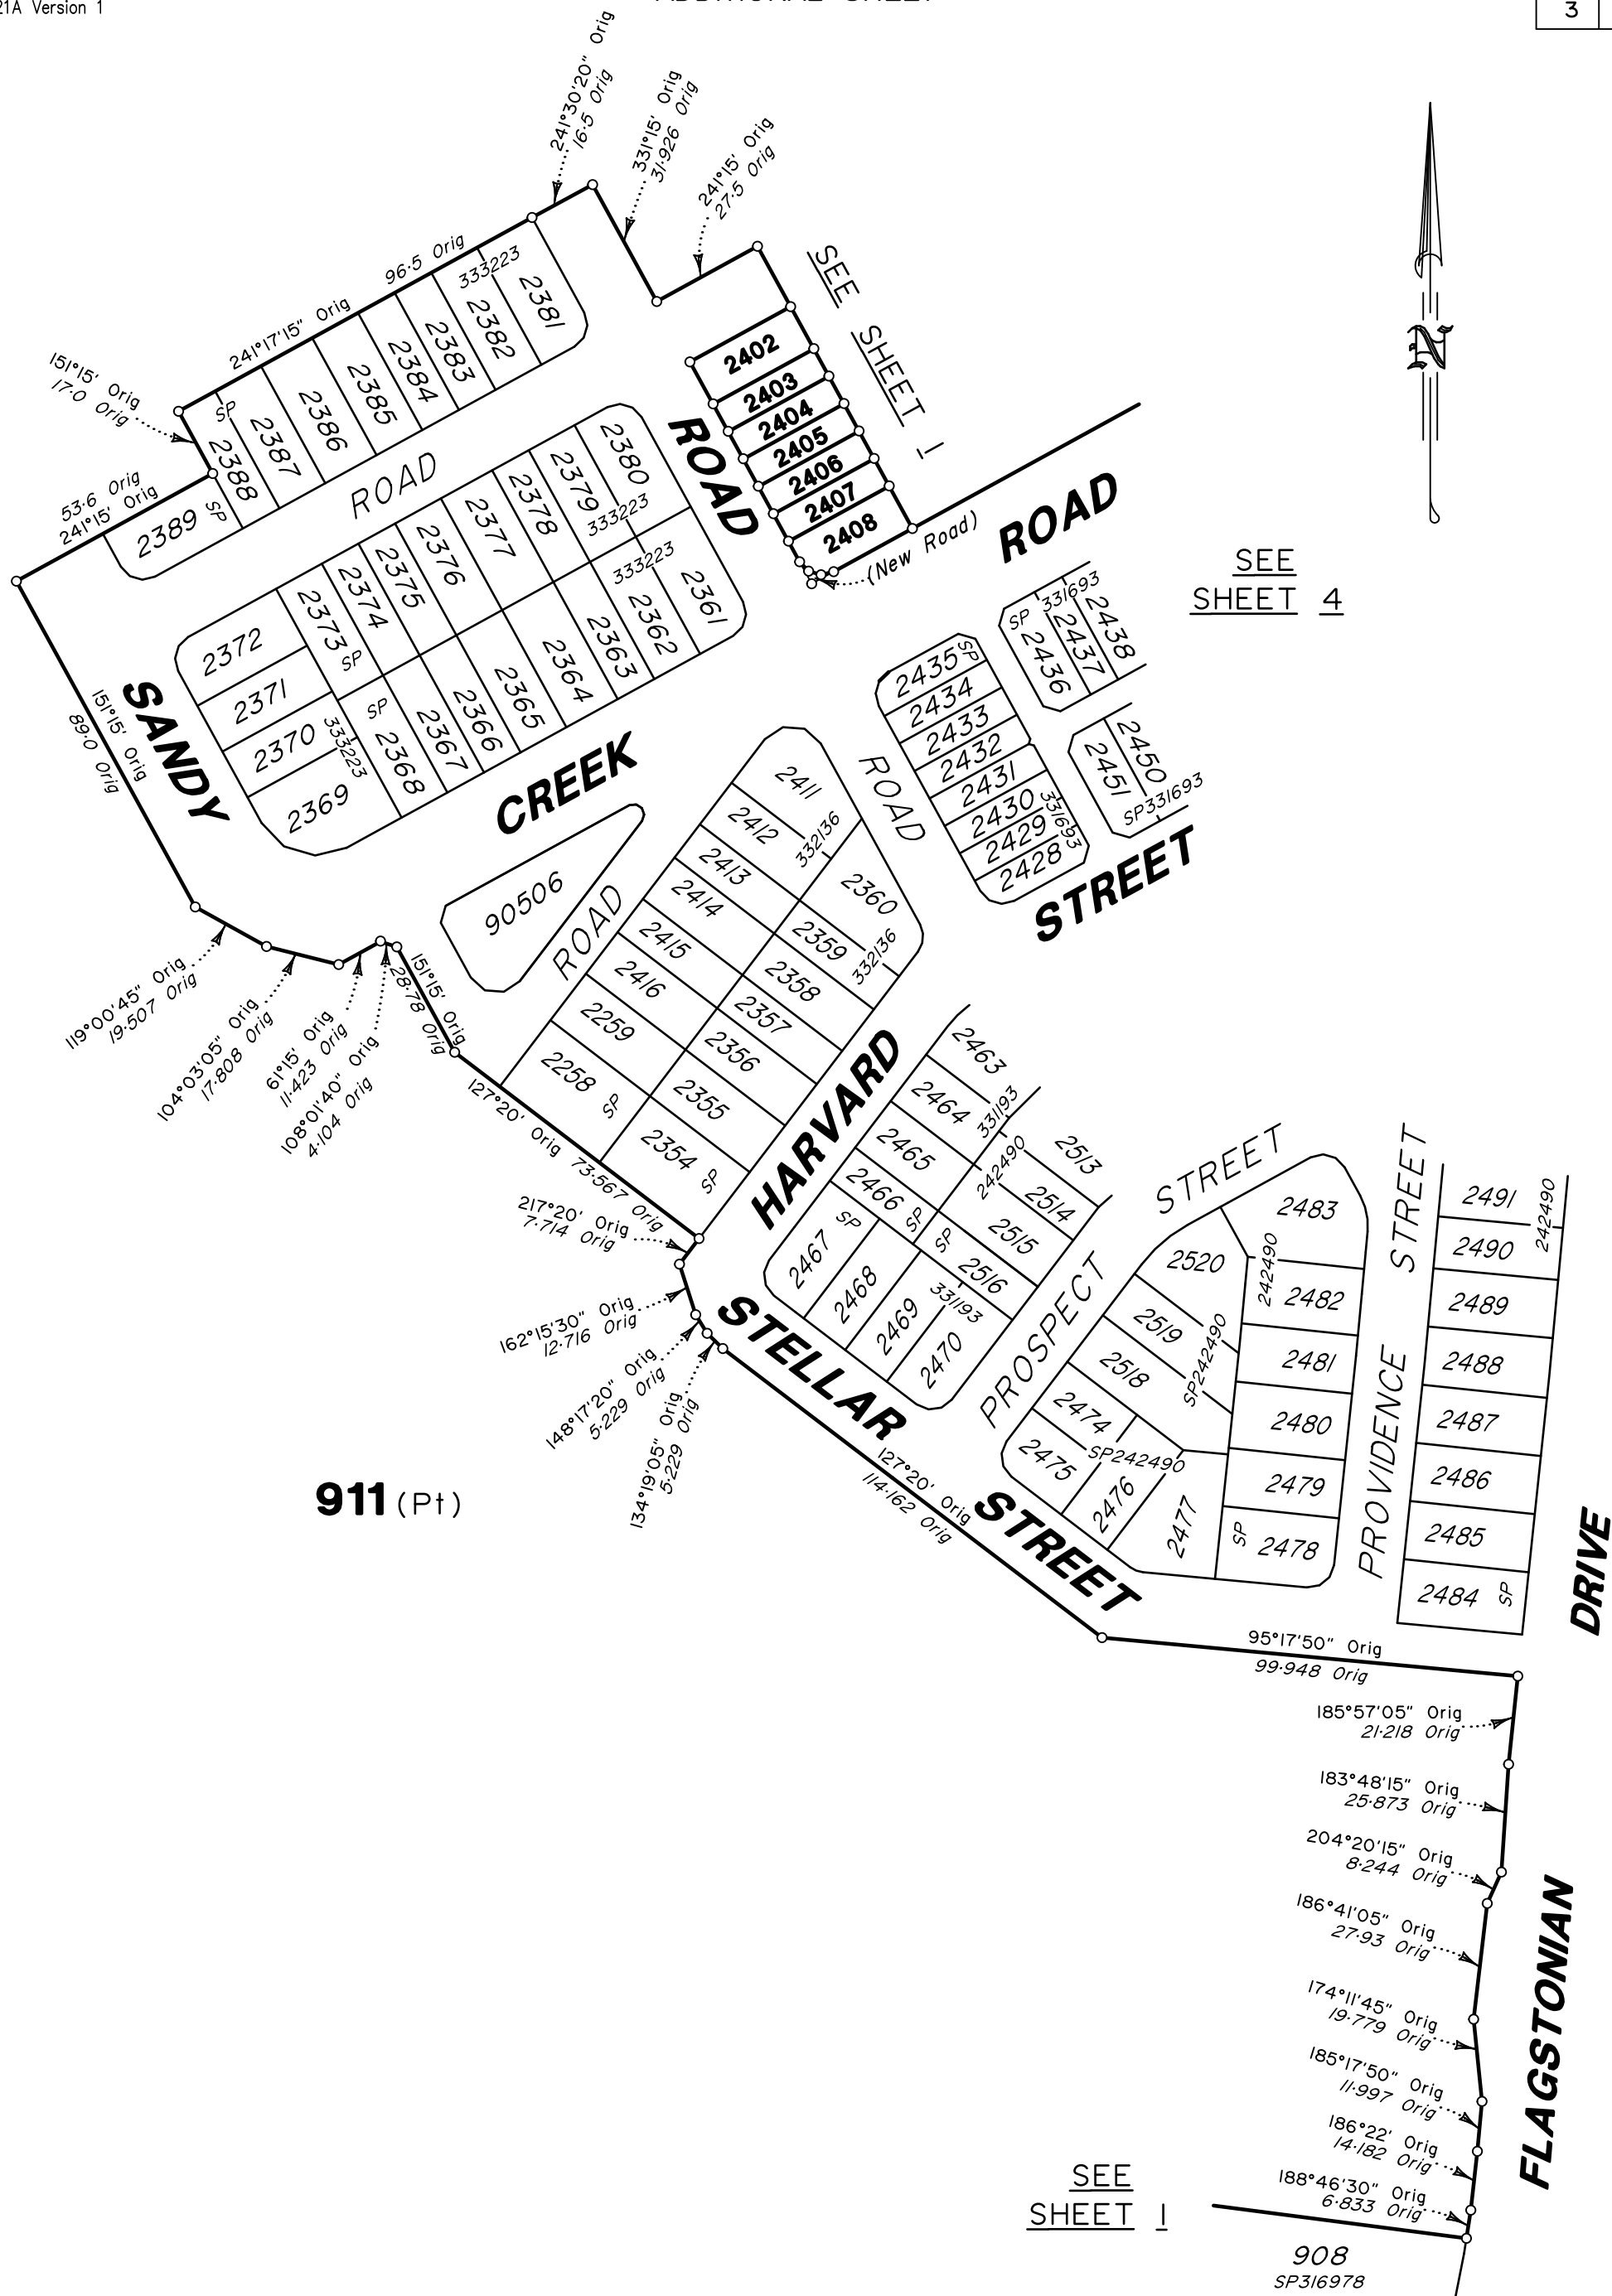 21A Version 1
3
241°30'20" Orig
16·5 Orig
331°15' Orig
31·926 Orig
241°15' Orig
27·5 Orig
96·5 Orig
241°17'15" Orig
151°15' Orig
17·0 Orig
53·6 Orig
241°15' Orig
333223
2381
2382
2383
2384
2385
2386
SP
2387
2388
2389 SP
SEE SHEET 1
2402
2403
2404
2405
2406
2407
2408
(New Road)
ROAD
ROAD
ROAD
SEE
SHEET 4
2380
2379
333223
2378
2377
2376
2375
2374
2373
SP
2372
2371
2370
333223
2369
SP
2368
2367
2366
2365
2364
2363
2362
333223
2361
151°15' Orig
89·0 Orig
SANDY
CREEK
90506
ROAD
ROAD
SP 331693
2438
2437
2436
2435 SP
2434
2433
2432
2431
2430
331693
2429
2428
2450
2451
SP331693
STREET
2411
2412
332136
2413
2414
2415
2416
2259
2258 SP
2360
2359
332136
2358
2357
2356
2355
2354 SP
119°00'45" Orig
19·507 Orig
104°03'05" Orig
17·808 Orig
61°15' Orig
11·423 Orig
108°01'40" Orig
4·104 Orig
151°15' Orig
28·78 Orig
127°20' Orig 73·567 Orig
217°20' Orig
7·714 Orig
162°15'30" Orig
12·716 Orig
148°17'20" Orig
5·229 Orig
134°19'05" Orig
5·229 Orig
HARVARD
2463
2464
331193
2465
242490
2466
SP
SP
SP
2467
2468
2469
331193
2470
2513
2514
2515
2516
STELLAR
STREET
127°20' Orig
114·162 Orig
PROSPECT
STREET
2483
2520
242490
2482
2519
SP242490
2481
2518
2480
2474
SP242490
2475
2476
2477
2479
SP 2478
PROVIDENCE
STREET
2491
242490
2490
2489
2488
2487
2486
2485
2484 SP
DRIVE
911 (Pt)
95°17'50" Orig
99·948 Orig
185°57'05" Orig
21·218 Orig
183°48'15" Orig
25·873 Orig
204°20'15" Orig
8·244 Orig
186°41'05" Orig
27·93 Orig
174°11'45" Orig
19·779 Orig
185°17'50" Orig
11·997 Orig
186°22' Orig
14·182 Orig
188°46'30" Orig
6·833 Orig
FLAGSTONIAN
SEE
SHEET 1
908
SP316978
N